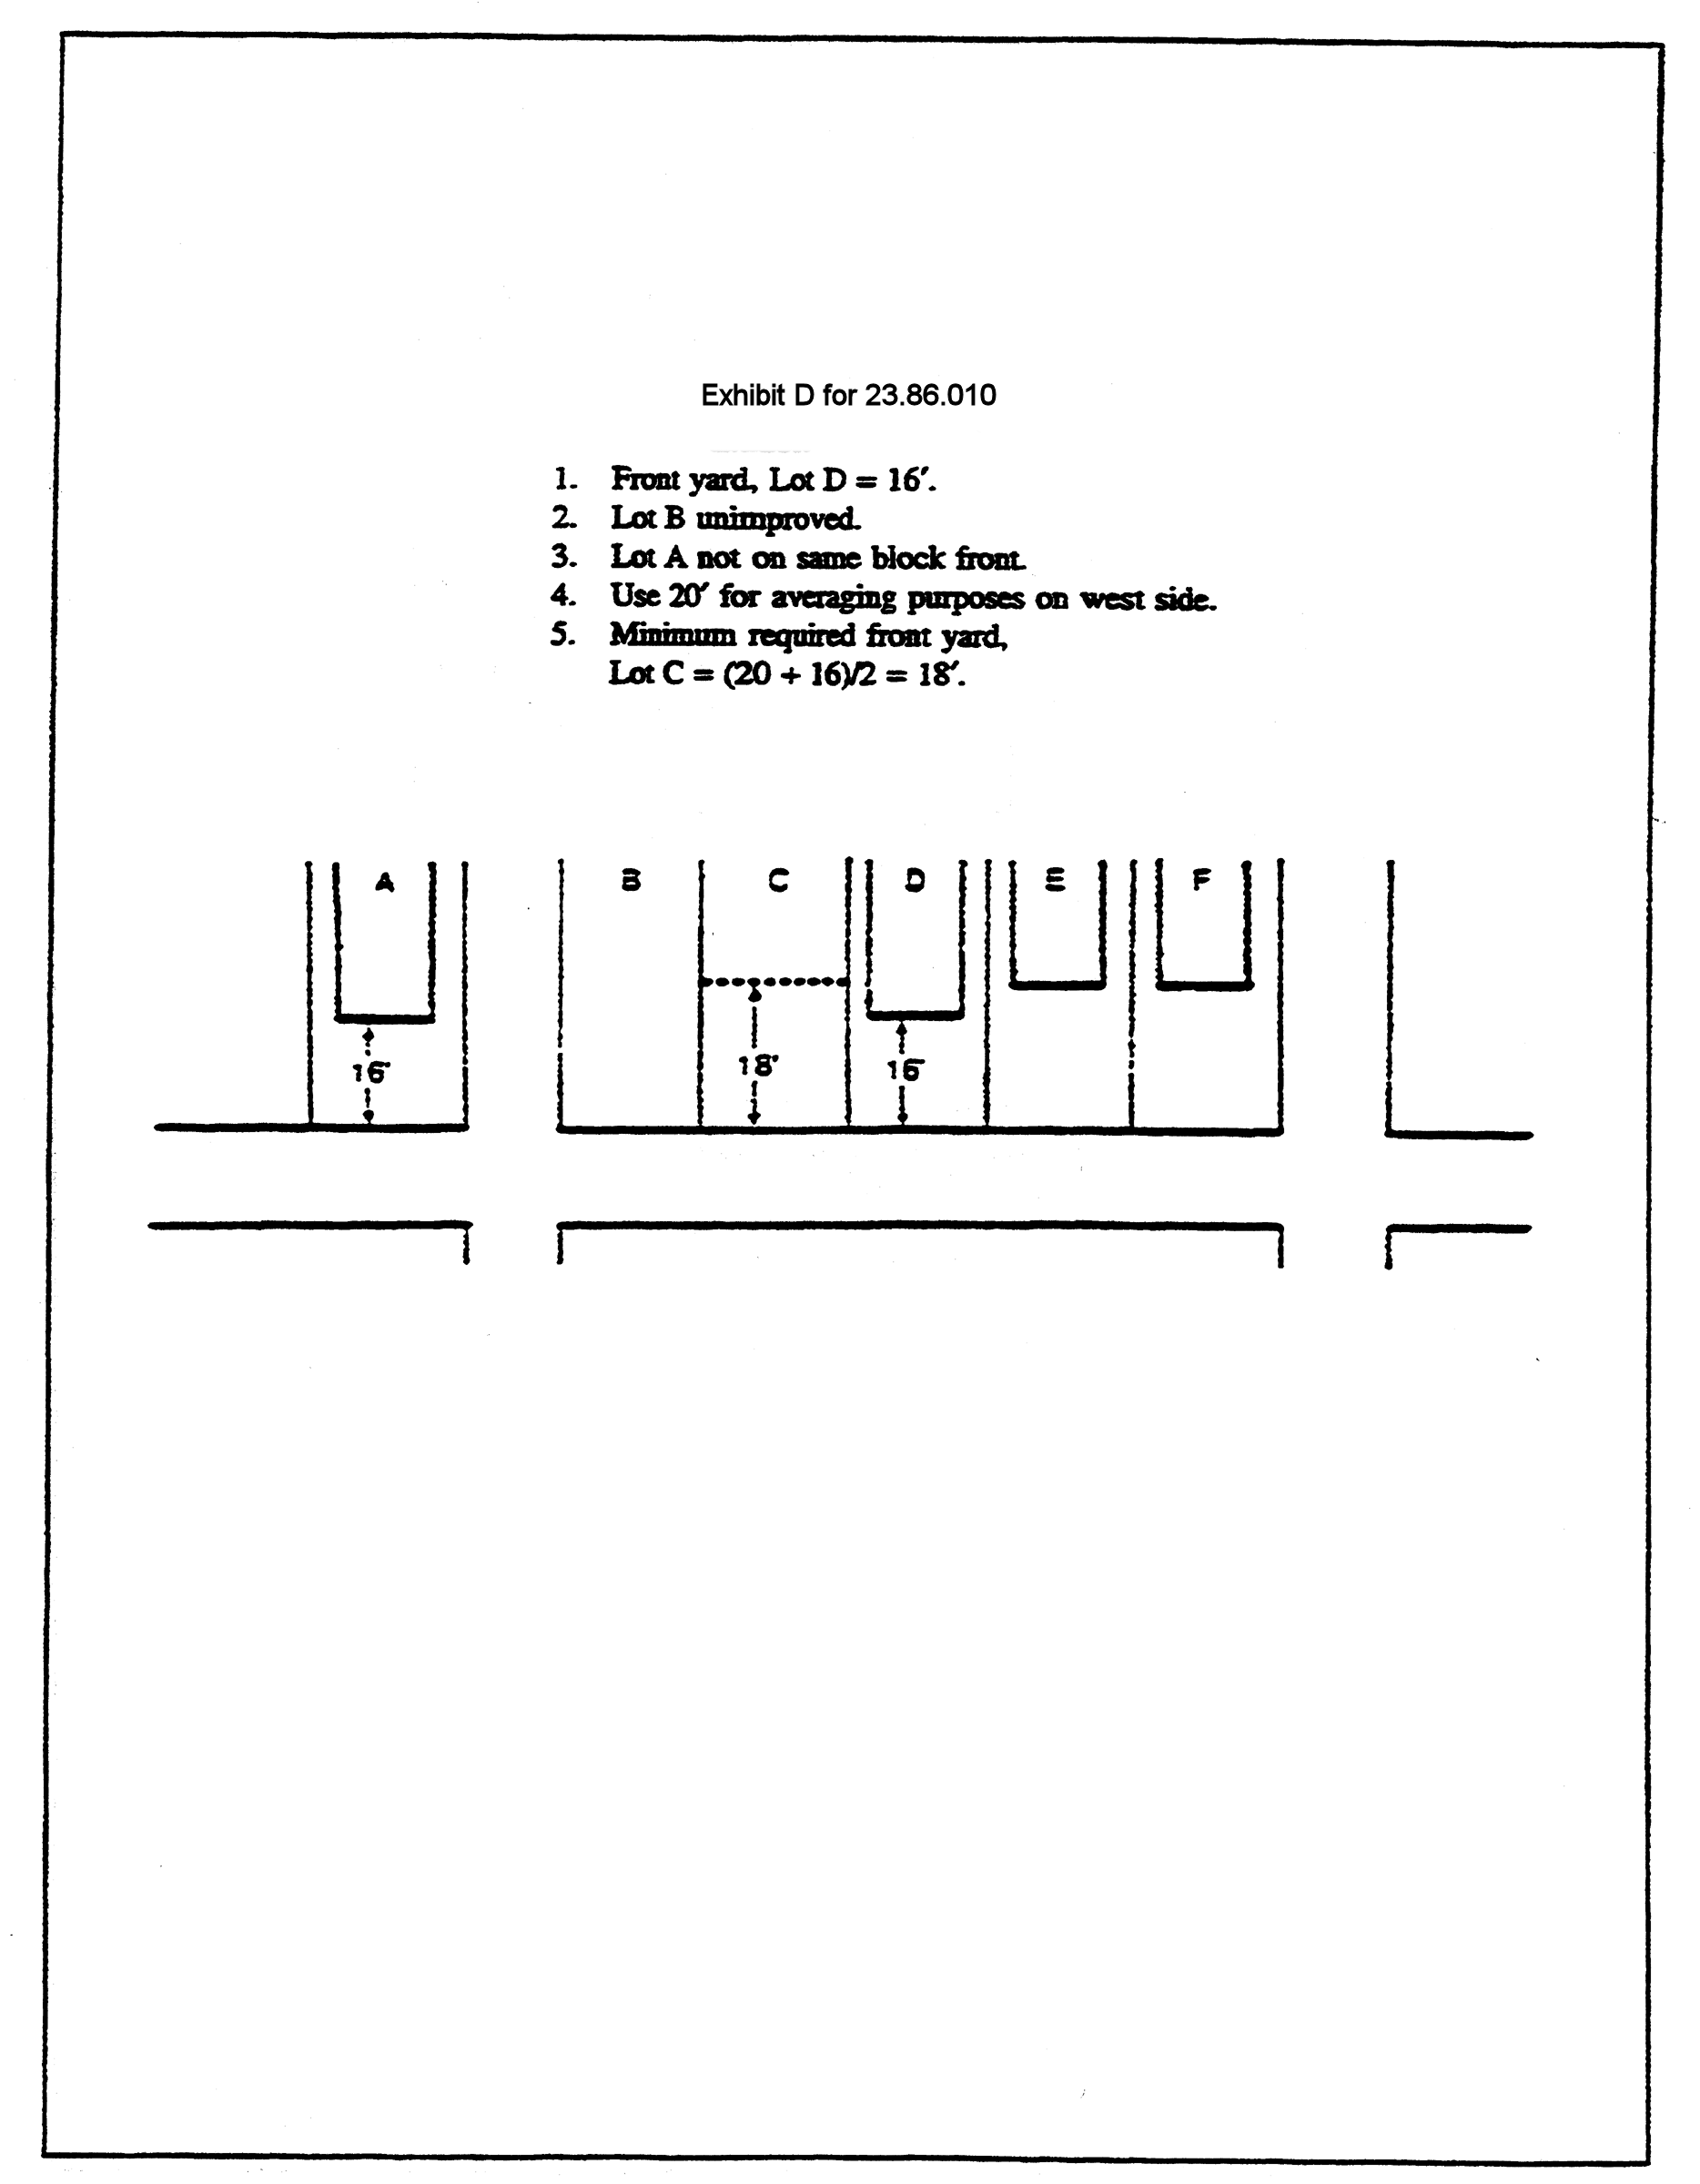 Exhibit D for 23.86.010
1. Front yard, Lot D = 16′.
2. Lot B unimproved.
3. Lot A not on same block front.
4. Use 20′ for averaging purposes on west side.
5. Minimum required front yard,
Lot C = (20 + 16)/2 = 18′.
A B C D E F
16' 18' 16'